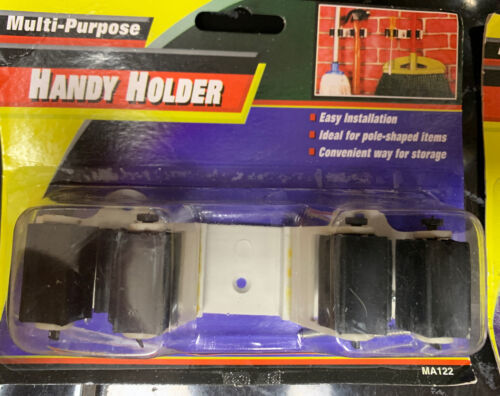 Multi-Purpose
HANDY HOLDER
Easy Installation
Ideal for pole-shaped items
Convenient way for storage
MA122